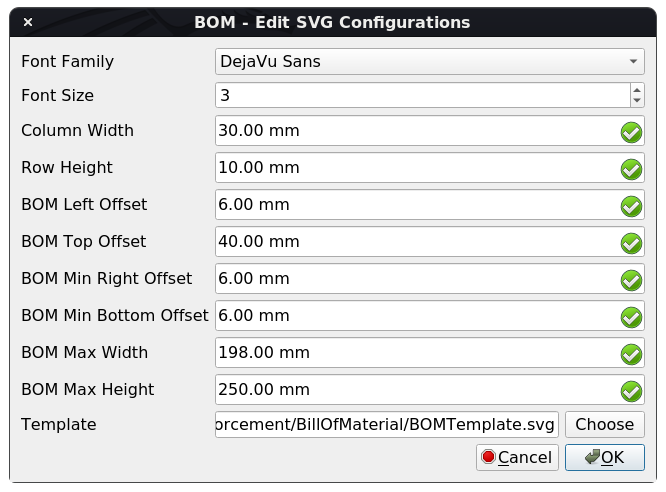 BOM - Edit SVG Configurations
Font Family DejaVu Sans
Font Size 3
Column Width 30.00 mm
Row Height 10.00 mm
BOM Left Offset 6.00 mm
BOM Top Offset 40.00 mm
BOM Min Right Offset 6.00 mm
BOM Min Bottom Offset 6.00 mm
BOM Max Width 198.00 mm
BOM Max Height 250.00 mm
Template orcement/BillOfMaterial/BOMTemplate.svg Choose
Cancel OK